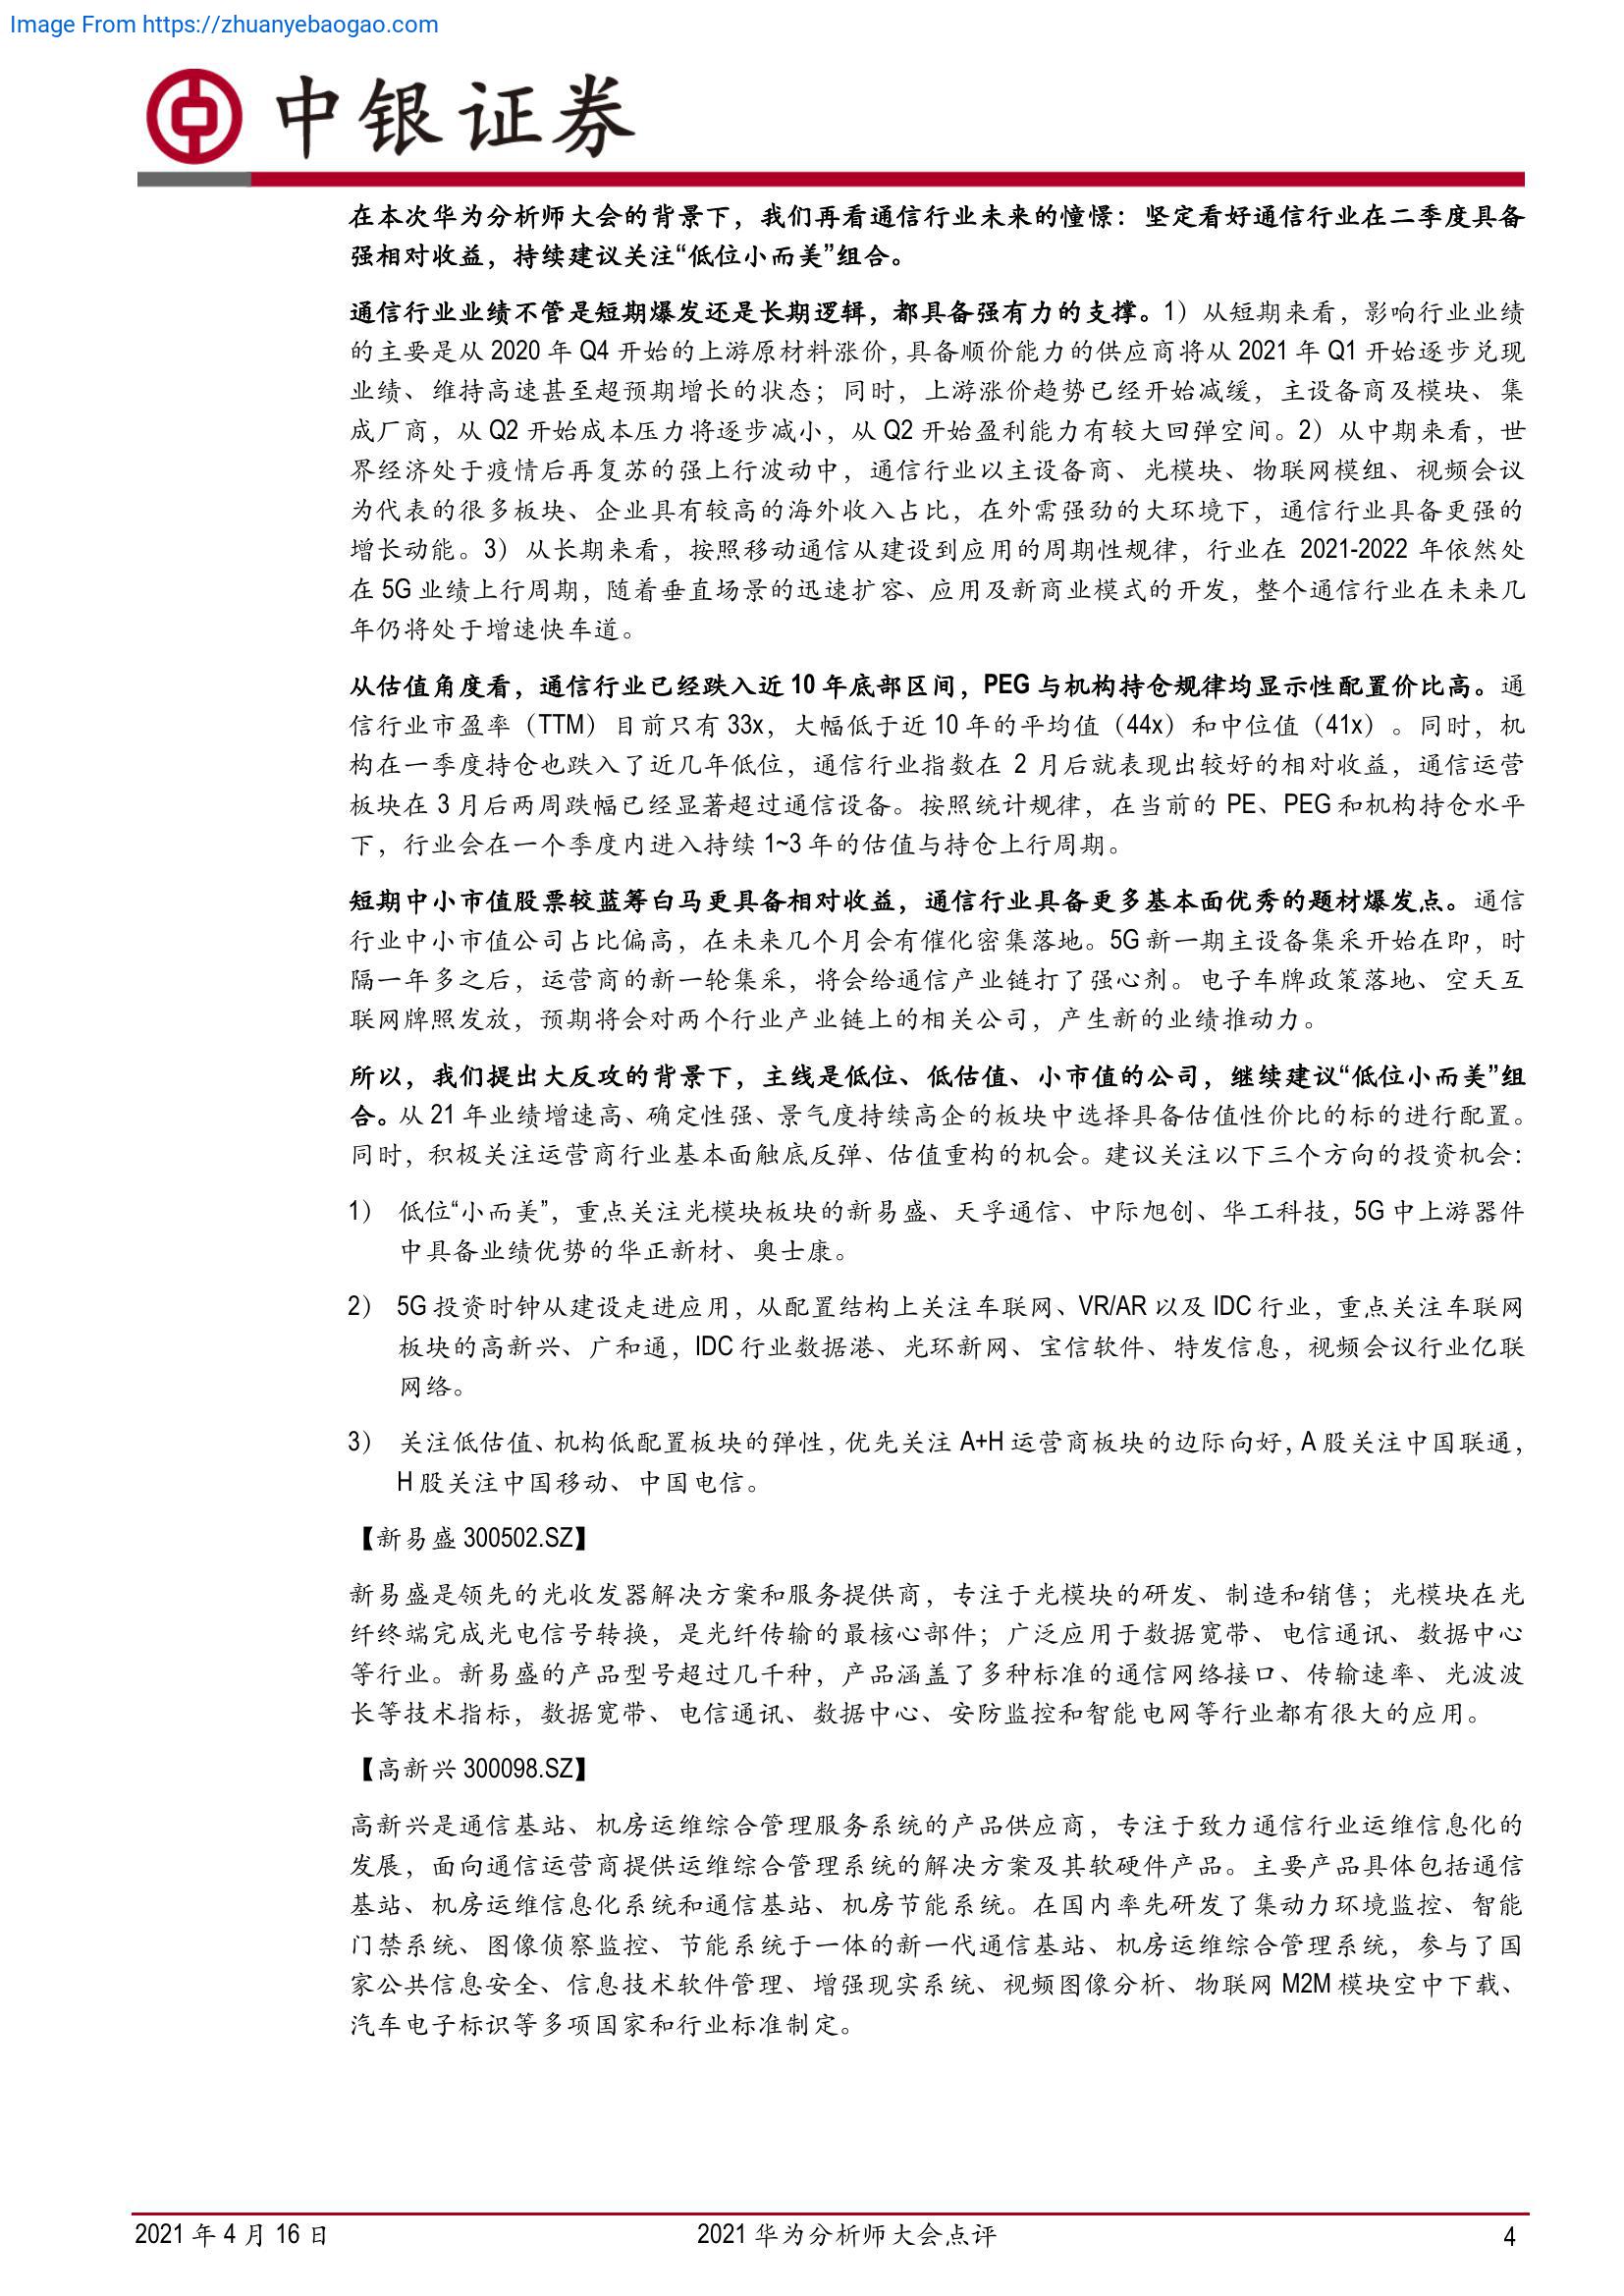 Image From https://zhuanyebaogao.com
中银证券
在本次华为分析师大会的背景下，我们再看通信行业未来的憧憬：坚定看好通信行业在二季度具备
强相对收益，持续建议关注“低位小而美”组合。
通信行业业绩不管是短期爆发还是长期逻辑，都具备强有力的支撑。1）从短期来看，影响行业业绩
的主要是从 2020 年 Q4 开始的上游原材料涨价，具备顺价能力的供应商将从 2021 年 Q1 开始逐步兑现
业绩、维持高速甚至超预期增长的状态；同时，上游涨价趋势已经开始减缓，主设备商及模块、集
成厂商，从 Q2 开始成本压力将逐步减小，从 Q2 开始盈利能力有较大回弹空间。2）从中期来看，世
界经济处于疫情后再复苏的强上行波动中，通信行业以主设备商、光模块、物联网模组、视频会议
为代表的很多板块、企业具有较高的海外收入占比，在外需强劲的大环境下，通信行业具备更强的
增长动能。3）从长期来看，按照移动通信从建设到应用的周期性规律，行业在 2021-2022 年依然处
在 5G 业绩上行周期，随着垂直场景的迅速扩容、应用及新商业模式的开发，整个通信行业在未来几
年仍将处于增速快车道。
从估值角度看，通信行业已经跌入近 10 年底部区间，PEG 与机构持仓规律均显示性配置价比高。通
信行业市盈率（TTM）目前只有 33x，大幅低于近 10 年的平均值（44x）和中位值（41x）。同时，机
构在一季度持仓也跌入了近几年低位，通信行业指数在 2 月后就表现出较好的相对收益，通信运营
板块在 3 月后两周跌幅已经显著超过通信设备。按照统计规律，在当前的 PE、PEG 和机构持仓水平
下，行业会在一个季度内进入持续 1~3 年的估值与持仓上行周期。
短期中小市值股票较蓝筹白马更具备相对收益，通信行业具备更多基本面优秀的题材爆发点。通信
行业中小市值公司占比偏高，在未来几个月会有催化密集落地。5G 新一期主设备集采开始在即，时
隔一年多之后，运营商的新一轮集采，将会给通信产业链打了强心剂。电子车牌政策落地、空天互
联网牌照发放，预期将会对两个行业产业链上的相关公司，产生新的业绩推动力。
所以，我们提出大反攻的背景下，主线是低位、低估值、小市值的公司，继续建议“低位小而美”组
合。从 21 年业绩增速高、确定性强、景气度持续高企的板块中选择具备估值性价比的标的进行配置。
同时，积极关注运营商行业基本面触底反弹、估值重构的机会。建议关注以下三个方向的投资机会：
1） 低位“小而美”，重点关注光模块板块的新易盛、天孚通信、中际旭创、华工科技，5G 中上游器件
中具备业绩优势的华正新材、奥士康。
2） 5G 投资时钟从建设走进应用，从配置结构上关注车联网、VR/AR 以及 IDC 行业，重点关注车联网
板块的高新兴、广和通，IDC 行业数据港、光环新网、宝信软件、特发信息，视频会议行业亿联
网络。
3） 关注低估值、机构低配置板块的弹性，优先关注 A+H 运营商板块的边际向好，A 股关注中国联通，
H 股关注中国移动、中国电信。
【新易盛 300502.SZ】
新易盛是领先的光收发器解决方案和服务提供商，专注于光模块的研发、制造和销售；光模块在光
纤终端完成光电信号转换，是光纤传输的最核心部件；广泛应用于数据宽带、电信通讯、数据中心
等行业。新易盛的产品型号超过几千种，产品涵盖了多种标准的通信网络接口、传输速率、光波波
长等技术指标，数据宽带、电信通讯、数据中心、安防监控和智能电网等行业都有很大的应用。
【高新兴 300098.SZ】
高新兴是通信基站、机房运维综合管理服务系统的产品供应商，专注于致力通信行业运维信息化的
发展，面向通信运营商提供运维综合管理系统的解决方案及其软硬件产品。主要产品具体包括通信
基站、机房运维信息化系统和通信基站、机房节能系统。在国内率先研发了集动力环境监控、智能
门禁系统、图像侦察监控、节能系统于一体的新一代通信基站、机房运维综合管理系统，参与了国
家公共信息安全、信息技术软件管理、增强现实系统、视频图像分析、物联网 M2M 模块空中下载、
汽车电子标识等多项国家和行业标准制定。
2021 年 4 月 16 日 2021 华为分析师大会点评 4